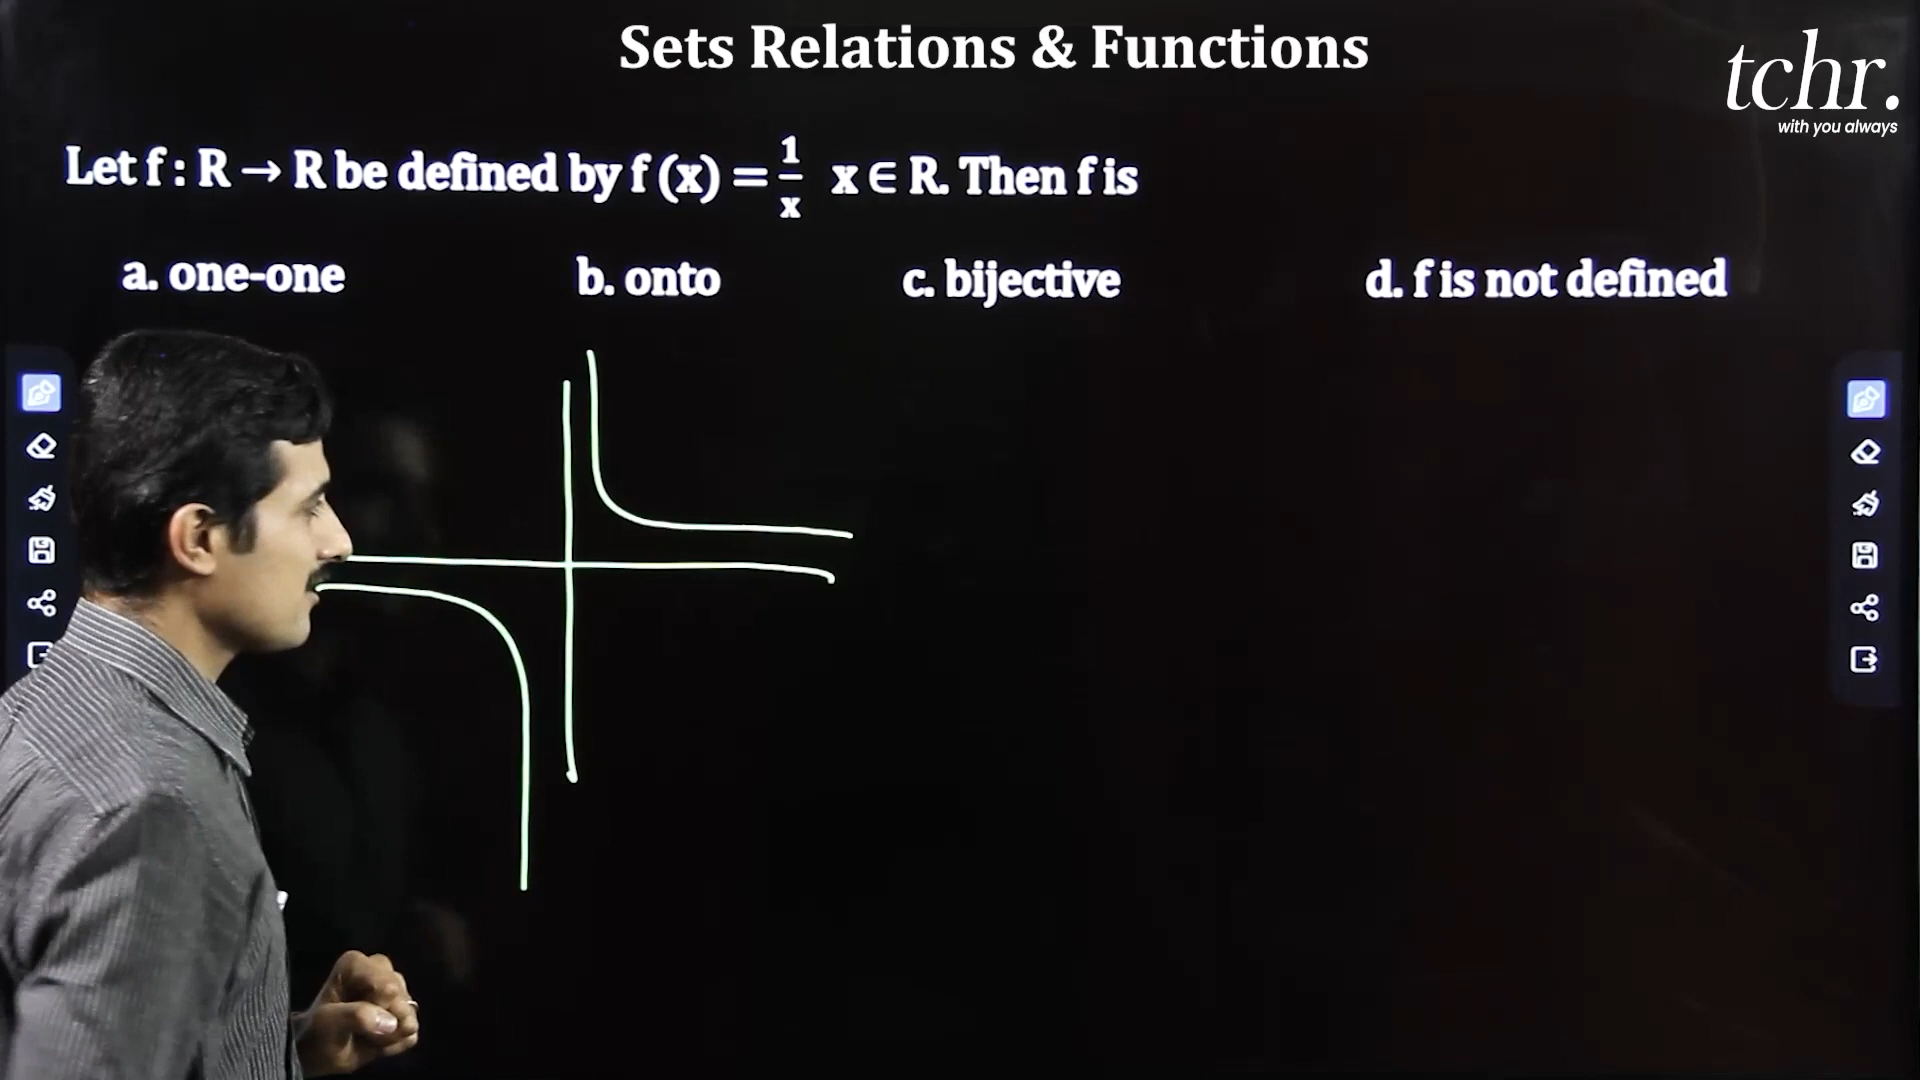 Sets Relations & Functions
tchr.
with you always
Let f : R → R be defined by f (x) = 1/x x ∈ R. Then f is
a. one-one b. onto c. bijective d. f is not defined